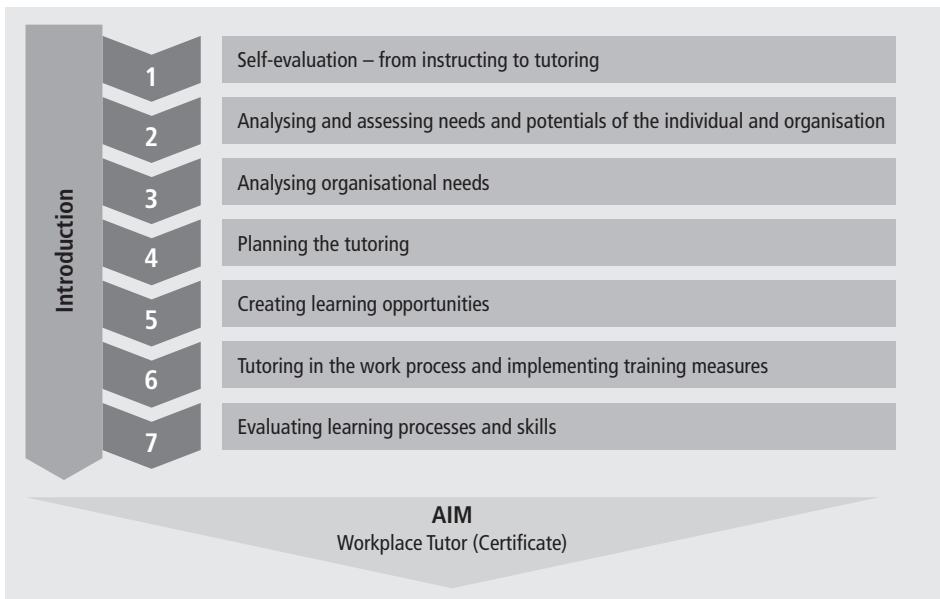 Introduction
1
Self-evaluation – from instructing to tutoring
2
Analysing and assessing needs and potentials of the individual and organisation
3
Analysing organisational needs
4
Planning the tutoring
5
Creating learning opportunities
6
Tutoring in the work process and implementing training measures
7
Evaluating learning processes and skills
AIM
Workplace Tutor (Certificate)